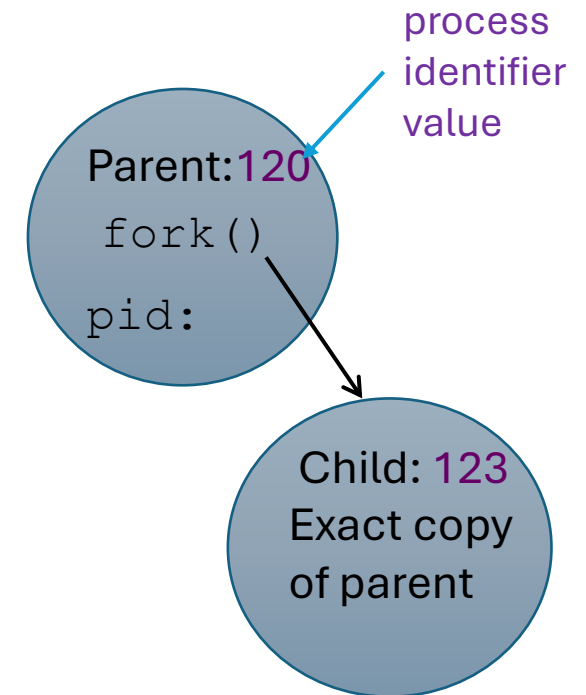 process
identifier
value
Parent:120
fork()
pid:
Child: 123
Exact copy
of parent